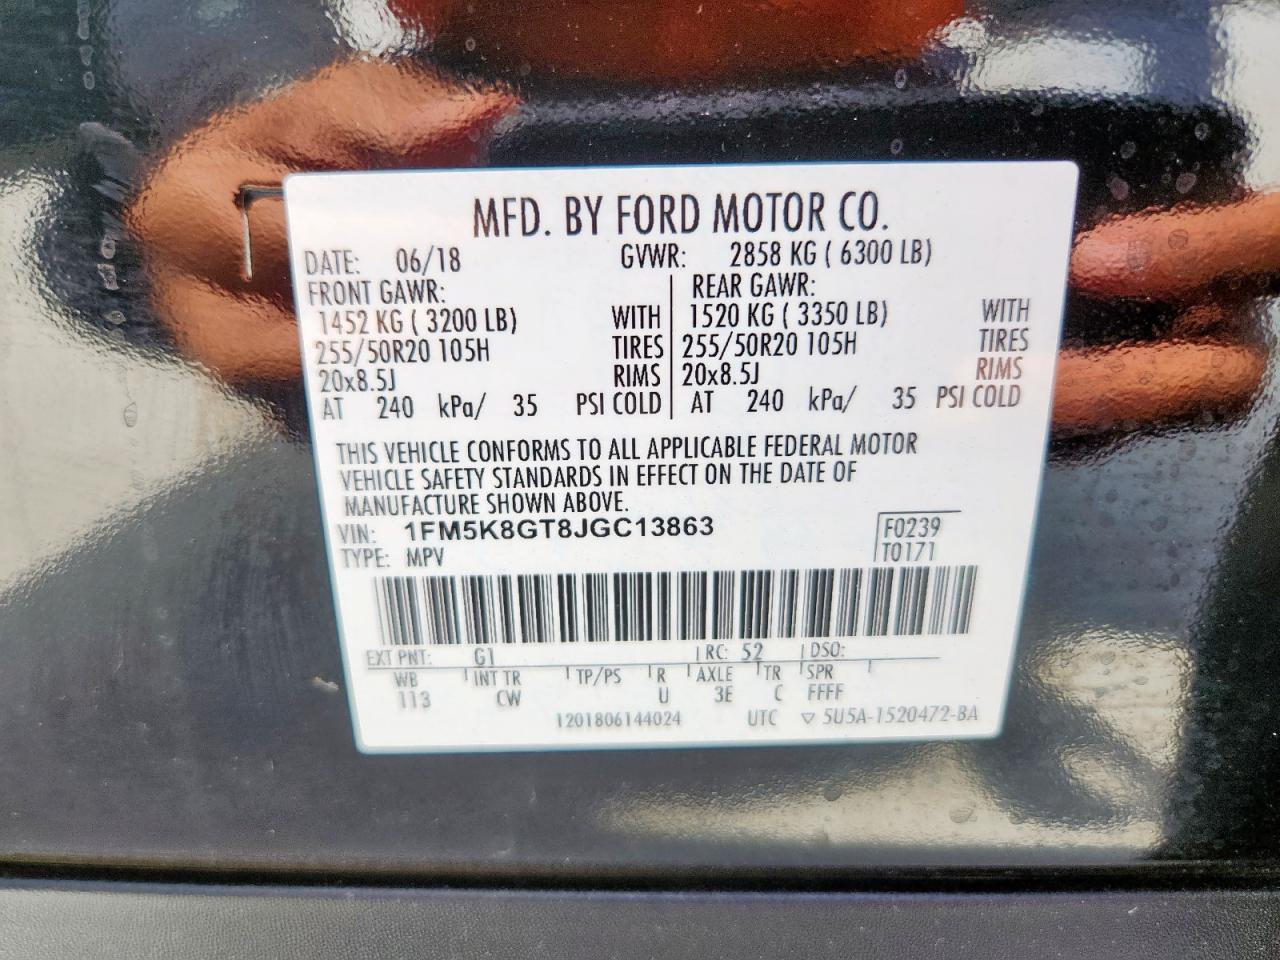 MFD. BY FORD MOTOR CO.
DATE: 06/18 GVWR: 2858 KG ( 6300 LB)
FRONT GAWR: REAR GAWR:
1452 KG ( 3200 LB) WITH 1520 KG ( 3350 LB) WITH
255/50R20 105H TIRES 255/50R20 105H TIRES
20x8.5J RIMS 20x8.5J RIMS
AT 240 kPa/ 35 PSI COLD AT 240 kPa/ 35 PSI COLD
THIS VEHICLE CONFORMS TO ALL APPLICABLE FEDERAL MOTOR
VEHICLE SAFETY STANDARDS IN EFFECT ON THE DATE OF
MANUFACTURE SHOWN ABOVE.
VIN: 1FM5K8GT8JGC13863 F0239
TYPE: MPV T0171
EXT PNT: G1 RC: 52 DSO:
WB INT TR TP/PS R AXLE TR SPR
113 CW U 3E C FFFF
1201806144024 UTC ▽ 5U5A-1520472-BA